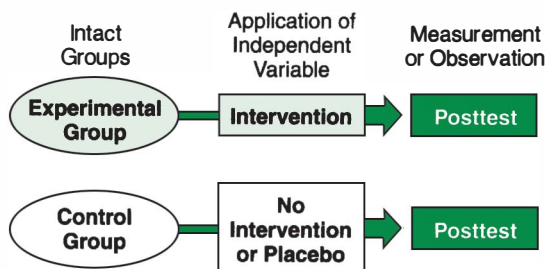 Intact
Groups
Application of
Independent
Variable
Measurement
or Observation
Experimental
Group
Intervention
Posttest
Control
Group
No
Intervention
or Placebo
Posttest